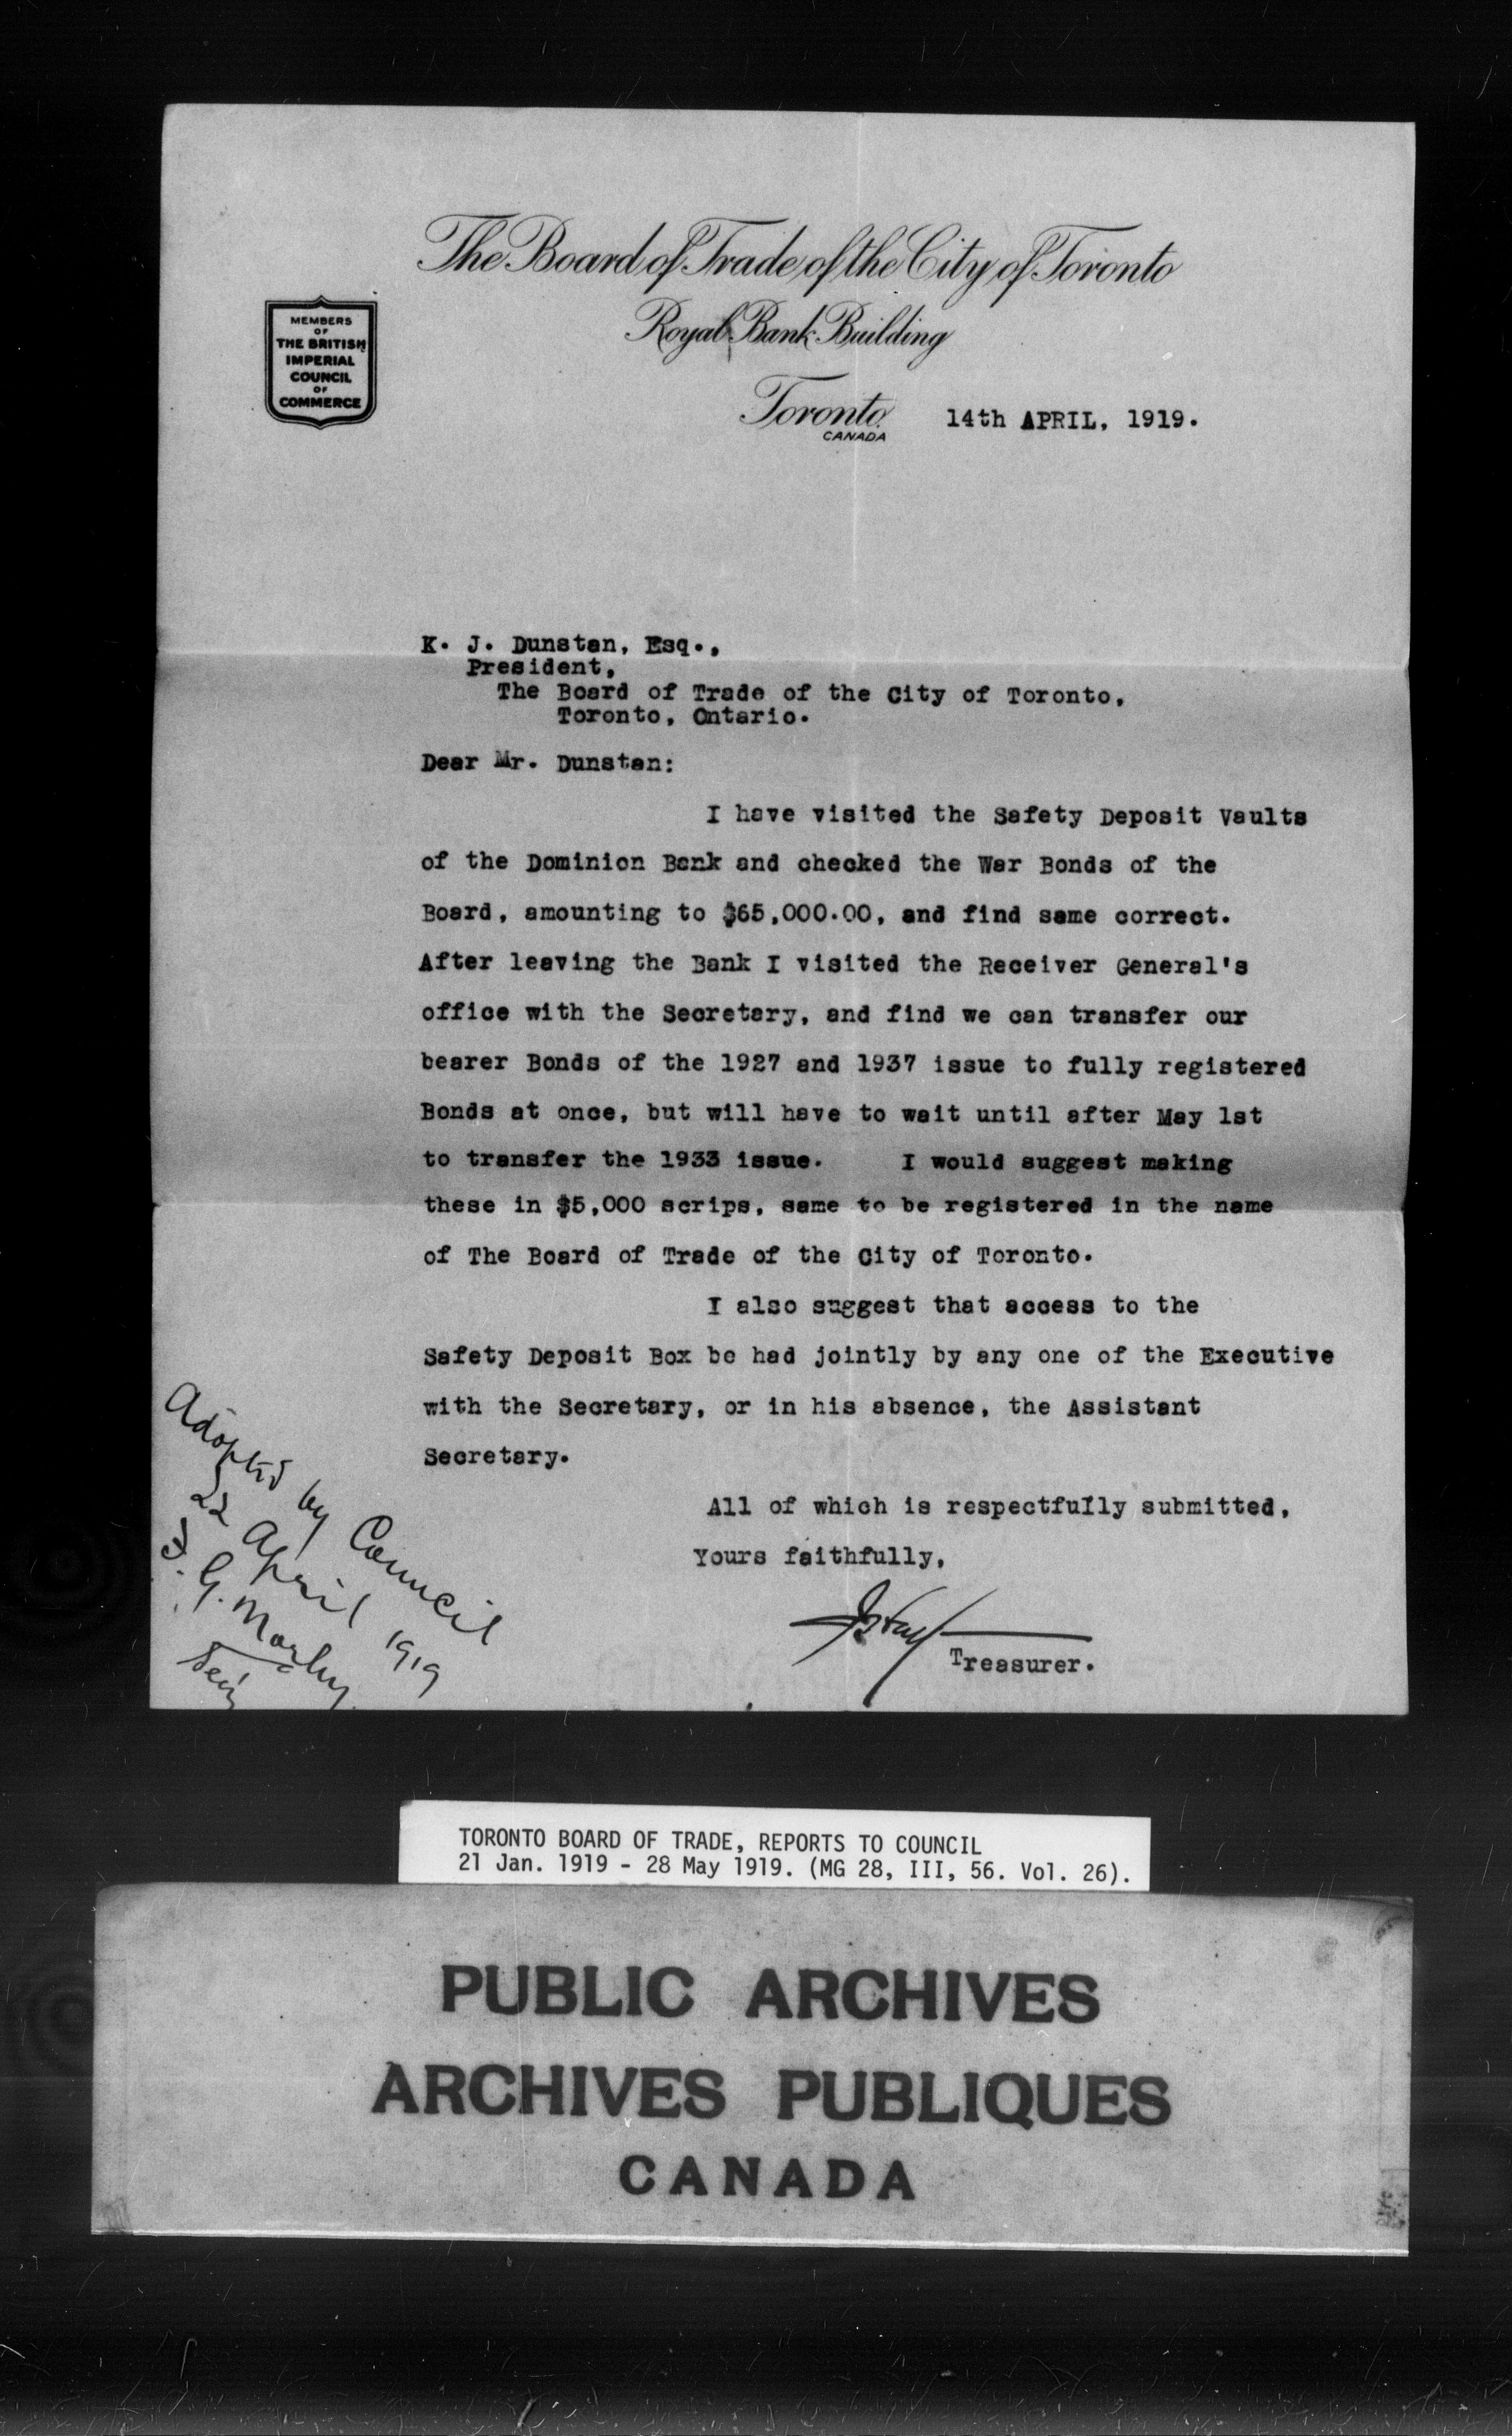 The Board of Trade of the City of Toronto
Royal Bank Building
MEMBERS
OF
THE BRITISH
IMPERIAL
COUNCIL
OF
COMMERCE
Toronto
CANADA
14th APRIL, 1919.
K. J. Dunstan, Esq.,
President,
The Board of Trade of the City of Toronto,
Toronto, Ontario.
Dear Mr. Dunstan:
I have visited the Safety Deposit Vaults
of the Dominion Bank and checked the War Bonds of the
Board, amounting to $65,000.00, and find same correct.
After leaving the Bank I visited the Receiver General's
office with the Secretary, and find we can transfer our
bearer Bonds of the 1927 and 1937 issue to fully registered
Bonds at once, but will have to wait until after May 1st
to transfer the 1933 issue. I would suggest making
these in $5,000 scrips, same to be registered in the name
of The Board of Trade of the City of Toronto.
I also suggest that access to the
Safety Deposit Box be had jointly by any one of the Executive
with the Secretary, or in his absence, the Assistant
Secretary.
All of which is respectfully submitted,
Yours faithfully,
Treasurer.
Adopted by Council
22 April 1919
F. G. Morley
Sec'y
TORONTO BOARD OF TRADE, REPORTS TO COUNCIL
21 Jan. 1919 - 28 May 1919. (MG 28, III, 56. Vol. 26).
PUBLIC ARCHIVES
ARCHIVES PUBLIQUES
CANADA